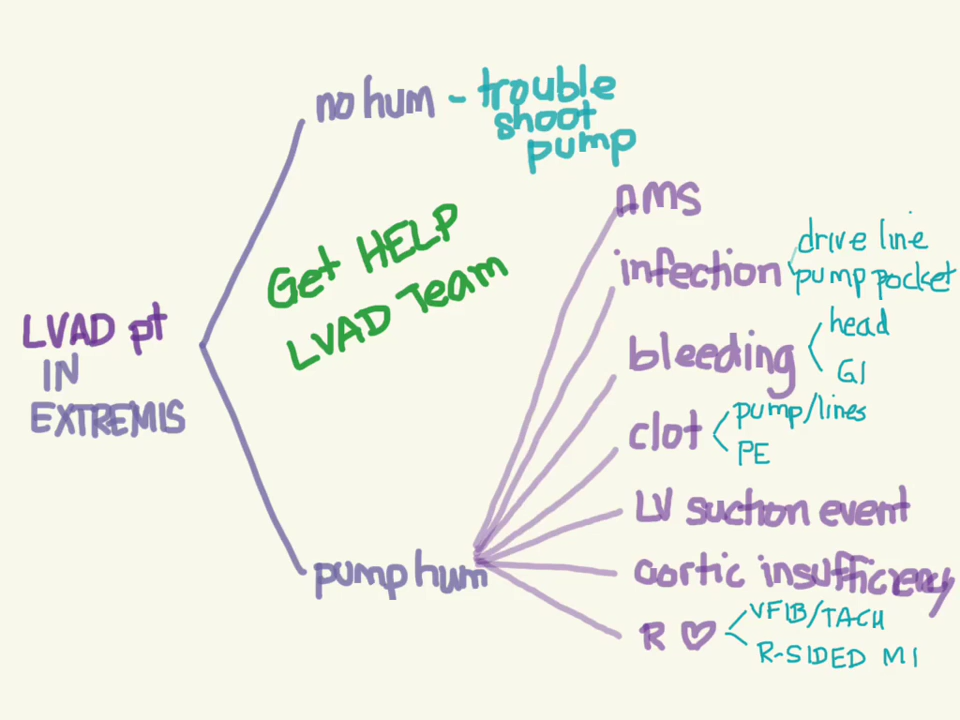 no hum - trouble
shoot
pump
AMS
infection
drive line
pump pocket
Get HELP
LVAD Team
bleeding
head
GI
LVAD pt
IN
EXTREMIS
clot
pump/lines
PE
LV suction event
pump hum
aortic insufficiency
R ♡
VFIB/TACH
R-SIDED MI